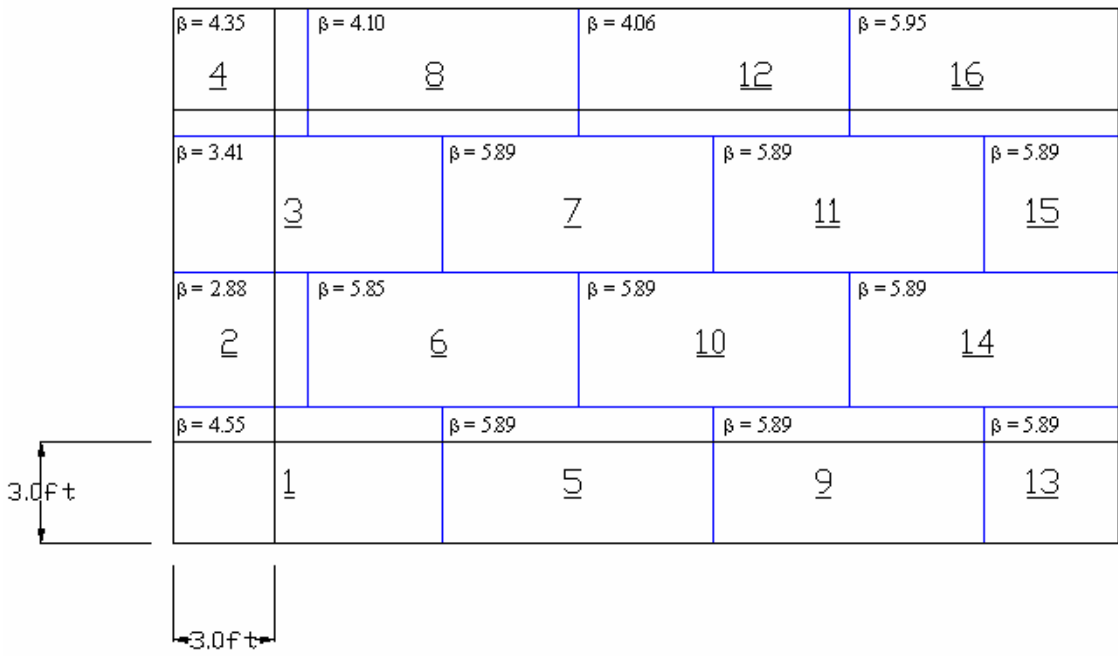 β = 4.35 β = 4.10 β = 4.06 β = 5.95
4 8 12 16
β = 3.41 β = 5.89 β = 5.89 β = 5.89
3 7 11 15
β = 2.88 β = 5.85 β = 5.89 β = 5.89
2 6 10 14
β = 4.55 β = 5.89 β = 5.89 β = 5.89
1 5 9 13
3.0ft
3.0ft